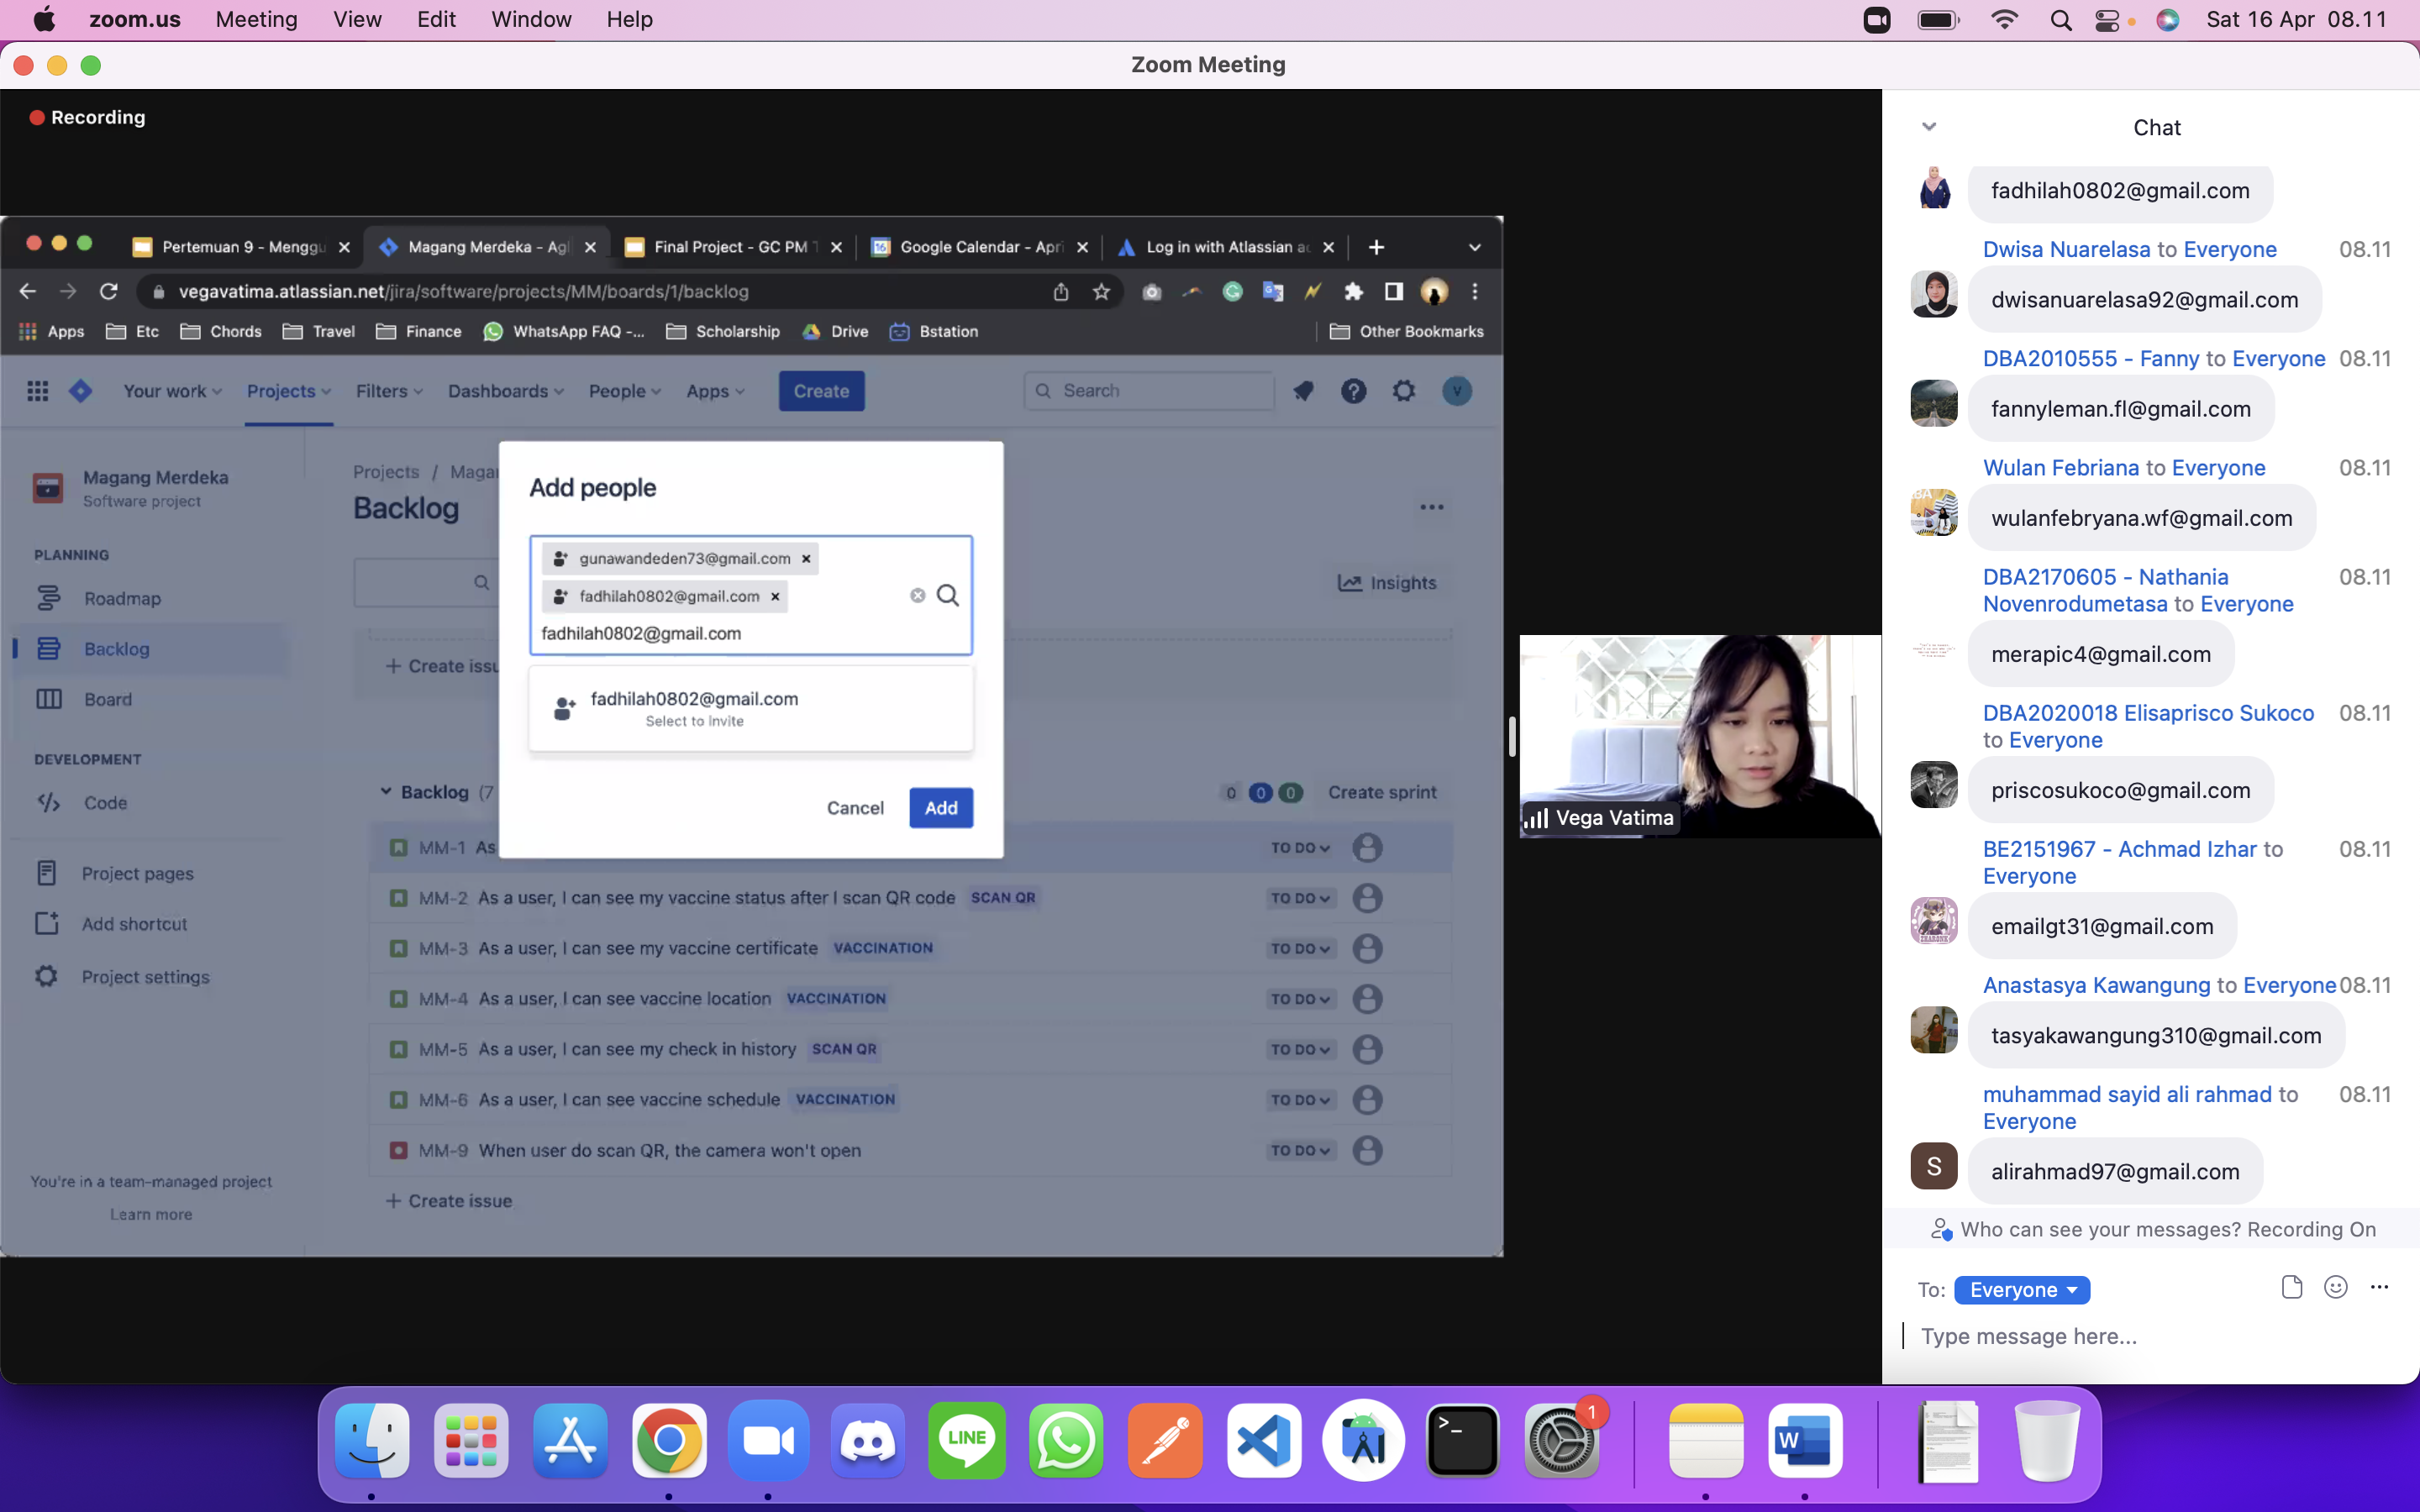 zoom.us Meeting View Edit Window Help
Sat 16 Apr 08.11
Zoom Meeting
Recording
Pertemuan 9 - Menggu
Magang Merdeka - Agi
Final Project - GC PM T
Google Calendar - Apri
Log in with Atlassian ac
vegavatima.atlassian.net/jira/software/projects/MM/boards/1/backlog
Apps Etc Chords Travel Finance WhatsApp FAQ -... Scholarship Drive Bstation Other Bookmarks
Your work Projects Filters Dashboards People Apps Create Search V
Magang Merdeka
Software project
PLANNING
Roadmap
Backlog
Board
DEVELOPMENT
Code
Project pages
Add shortcut
Project settings
You're in a team-managed project
Learn more
Projects / Magan
Backlog
Insights
+ Create issu
Add people
gunawandeden73@gmail.com
fadhilah0802@gmail.com
fadhilah0802@gmail.com
fadhilah0802@gmail.com
Select to invite
Cancel Add
Backlog (7 0 0 0 Create sprint
MM-1 As TO DO
MM-2 As a user, I can see my vaccine status after I scan QR code SCAN QR TO DO
MM-3 As a user, I can see my vaccine certificate VACCINATION TO DO
MM-4 As a user, I can see vaccine location VACCINATION TO DO
MM-5 As a user, I can see my check in history SCAN QR TO DO
MM-6 As a user, I can see vaccine schedule VACCINATION TO DO
MM-9 When user do scan QR, the camera won't open TO DO
+ Create issue
Vega Vatima
Chat
fadhilah0802@gmail.com
Dwisa Nuarelasa to Everyone 08.11
dwisanuarelasa92@gmail.com
DBA2010555 - Fanny to Everyone 08.11
fannyleman.fl@gmail.com
Wulan Febriana to Everyone 08.11
wulanfebryana.wf@gmail.com
DBA2170605 - Nathania 08.11
Novenrodumetasa to Everyone
merapic4@gmail.com
DBA2020018 Elisaprisco Sukoco 08.11
to Everyone
priscosukoco@gmail.com
BE2151967 - Achmad Izhar to 08.11
Everyone
emailgt31@gmail.com
Anastasya Kawangung to Everyone 08.11
tasyakawangung310@gmail.com
muhammad sayid ali rahmad to 08.11
Everyone
S
alirahmad97@gmail.com
Who can see your messages? Recording On
To: Everyone
Type message here...
LINE
1
W